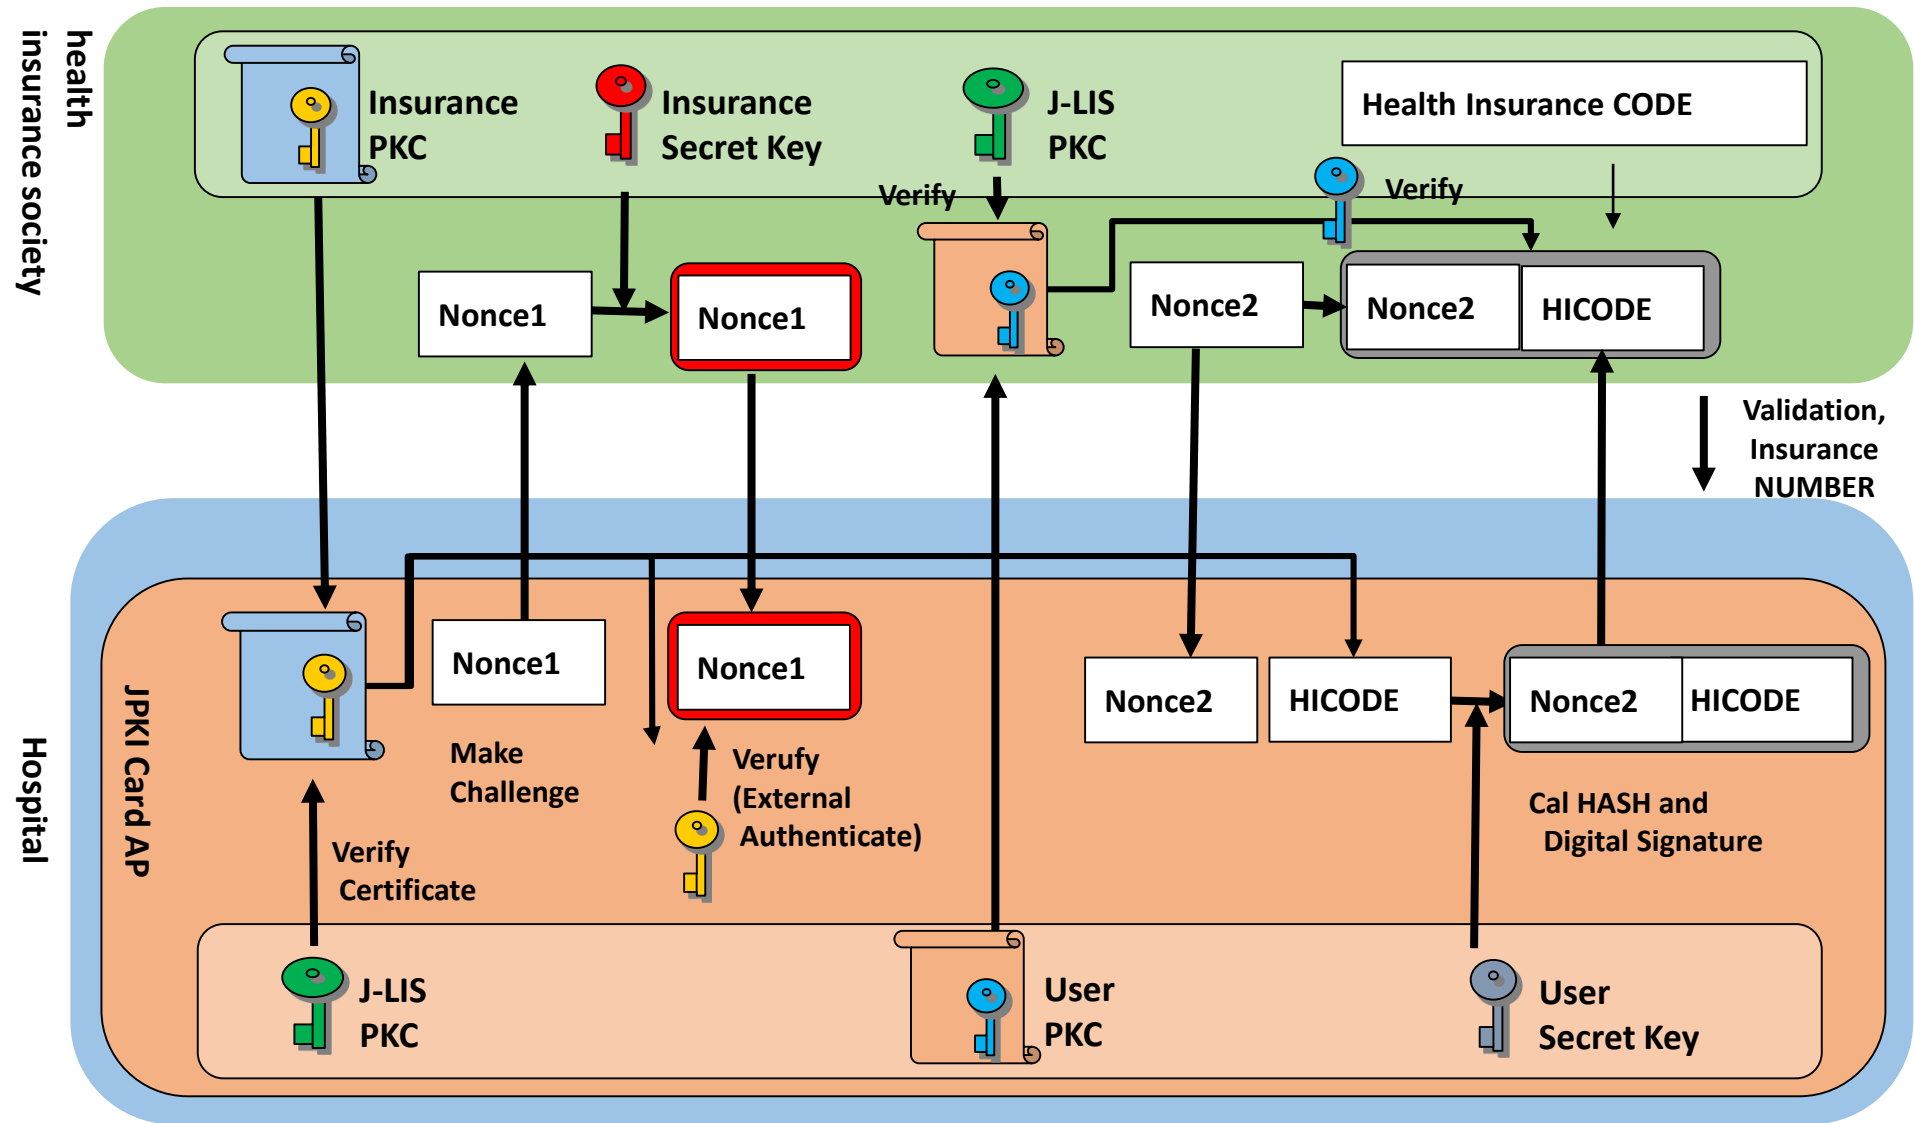 health
insurance society
Insurance
PKC
Insurance
Secret Key
J-LIS
PKC
Health Insurance CODE
Verify
Verify
Nonce1
Nonce1
Nonce2
Nonce2
HICODE
Validation,
Insurance
NUMBER
Hospital
JPKI Card AP
Nonce1
Nonce1
Nonce2
HICODE
Nonce2
HICODE
Make
Challenge
Verufy
(External
Authenticate)
Cal HASH and
Digital Signature
Verify
Certificate
J-LIS
PKC
User
PKC
User
Secret Key